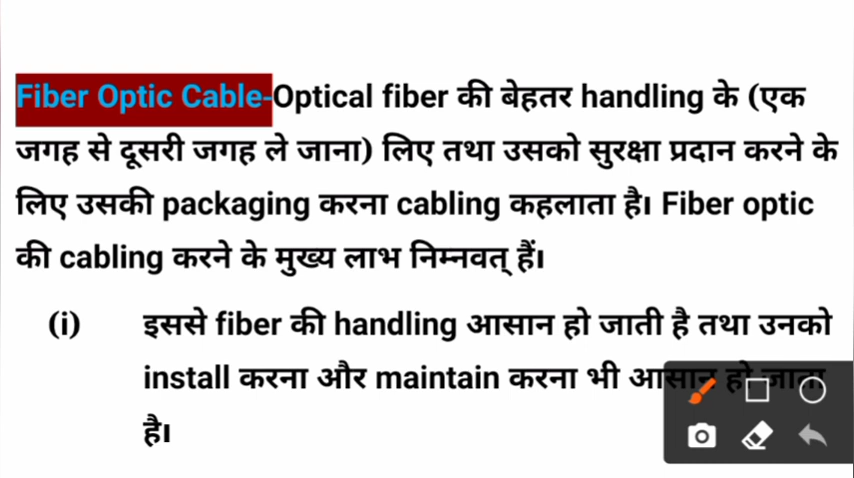 Fiber Optic Cable-Optical fiber की बेहतर handling के (एक
जगह से दूसरी जगह ले जाना) लिए तथा उसको सुरक्षा प्रदान करने के
लिए उसकी packaging करना cabling कहलाता है। Fiber optic
की cabling करने के मुख्य लाभ निम्नवत् हैं।
(i) इससे fiber की handling आसान हो जाती है तथा उनको
install करना और maintain करना भी आसान हो जाता
है।